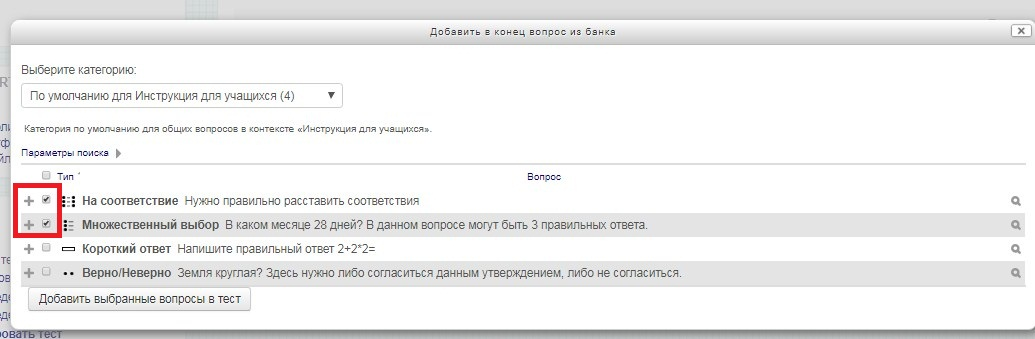 Добавить в конец вопрос из банка
Выберите категорию:
По умолчанию для Инструкция для учащихся (4)
Категория по умолчанию для общих вопросов в контексте «Инструкция для учащихся».
Параметры поиска
Тип Вопрос
На соответствие Нужно правильно расставить соответствия
Множественный выбор В каком месяце 28 дней? В данном вопросе могут быть 3 правильных ответа.
Короткий ответ Напишите правильный ответ 2+2*2=
Верно/Неверно Земля круглая? Здесь нужно либо согласиться данным утверждением, либо не согласиться.
Добавить выбранные вопросы в тест
ровать тест